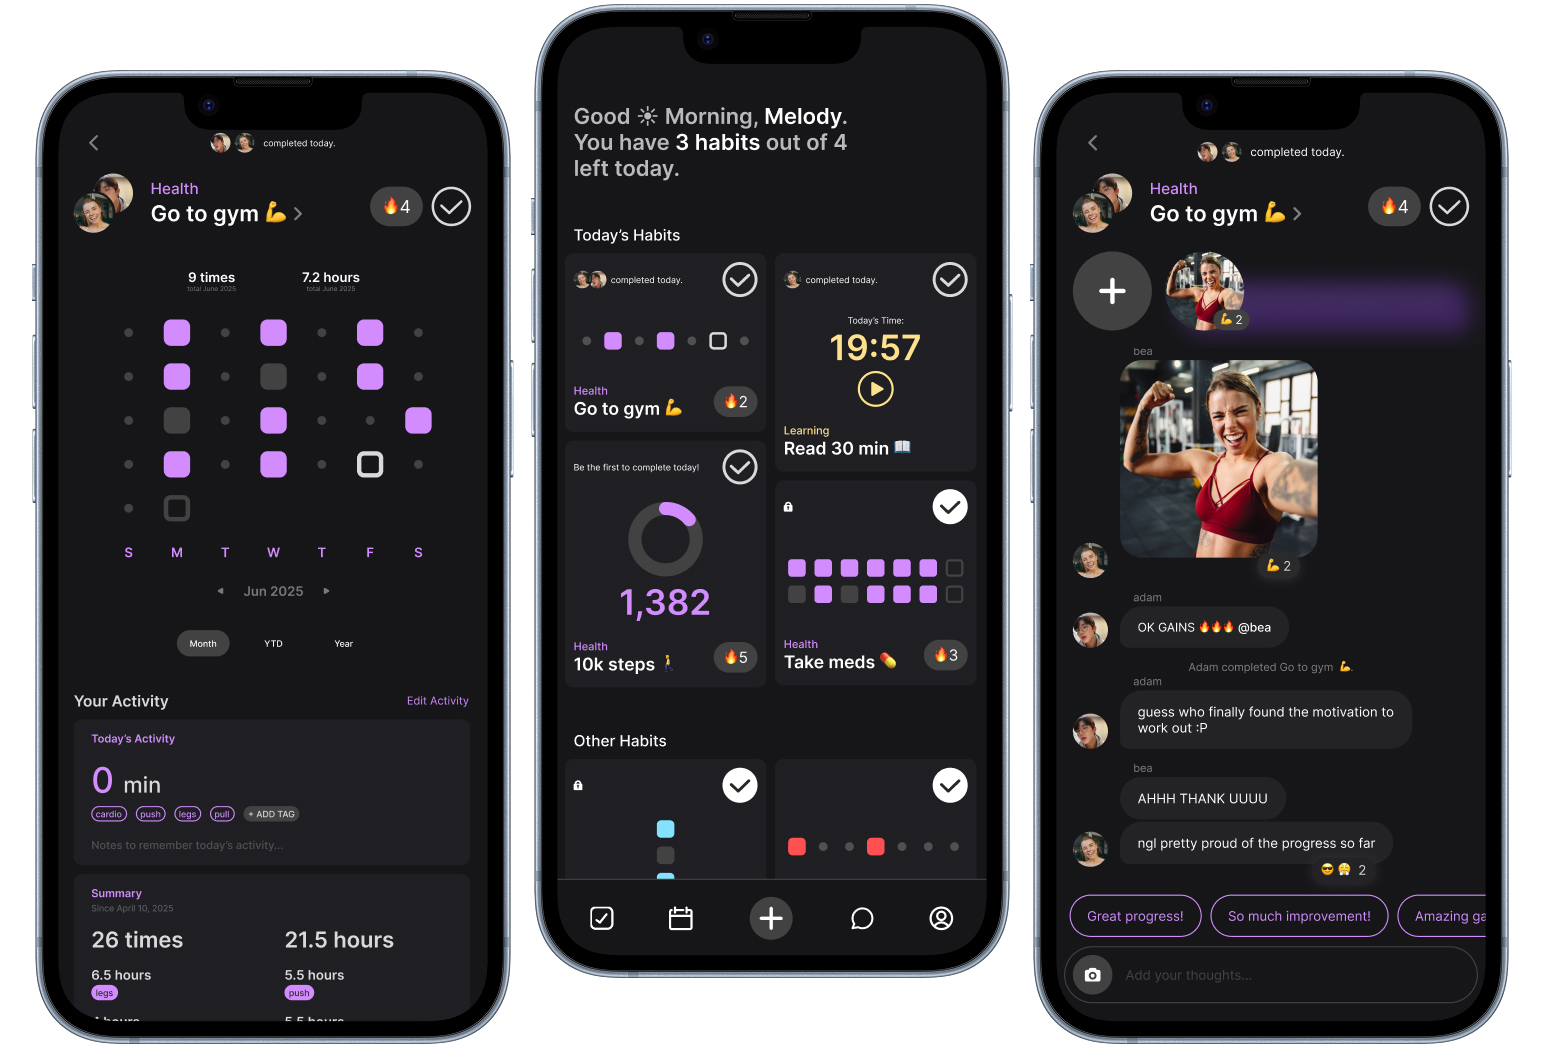 completed today.
Health
Go to gym 💪
🔥4
9 times
total June 2025
7.2 hours
total June 2025
S M T W T F S
Jun 2025
Month YTD Year
Your Activity
Edit Activity
Today's Activity
0 min
cardio push legs pull + ADD TAG
Notes to remember today's activity...
Summary
Since April 10, 2025
26 times
21.5 hours
6.5 hours
legs
5.5 hours
push
hours
5.5 hours
Good ☀ Morning, Melody.
You have 3 habits out of 4
left today.
Today's Habits
completed today.
Health
Go to gym 💪
🔥2
completed today.
Today's Time:
19:57
Learning
Read 30 min 📖
Be the first to complete today!
1,382
Health
10k steps 🚶
🔥5
Health
Take meds 💊
🔥3
Other Habits
completed today.
Health
Go to gym 💪
🔥4
💪 2
bea
💪 2
adam
OK GAINS 🔥🔥🔥 @bea
Adam completed Go to gym 💪.
adam
guess who finally found the motivation to
work out :P
bea
AHHH THANK UUUU
ngl pretty proud of the progress so far
😎 😤 2
Great progress!
So much improvement!
Amazing ga
Add your thoughts...